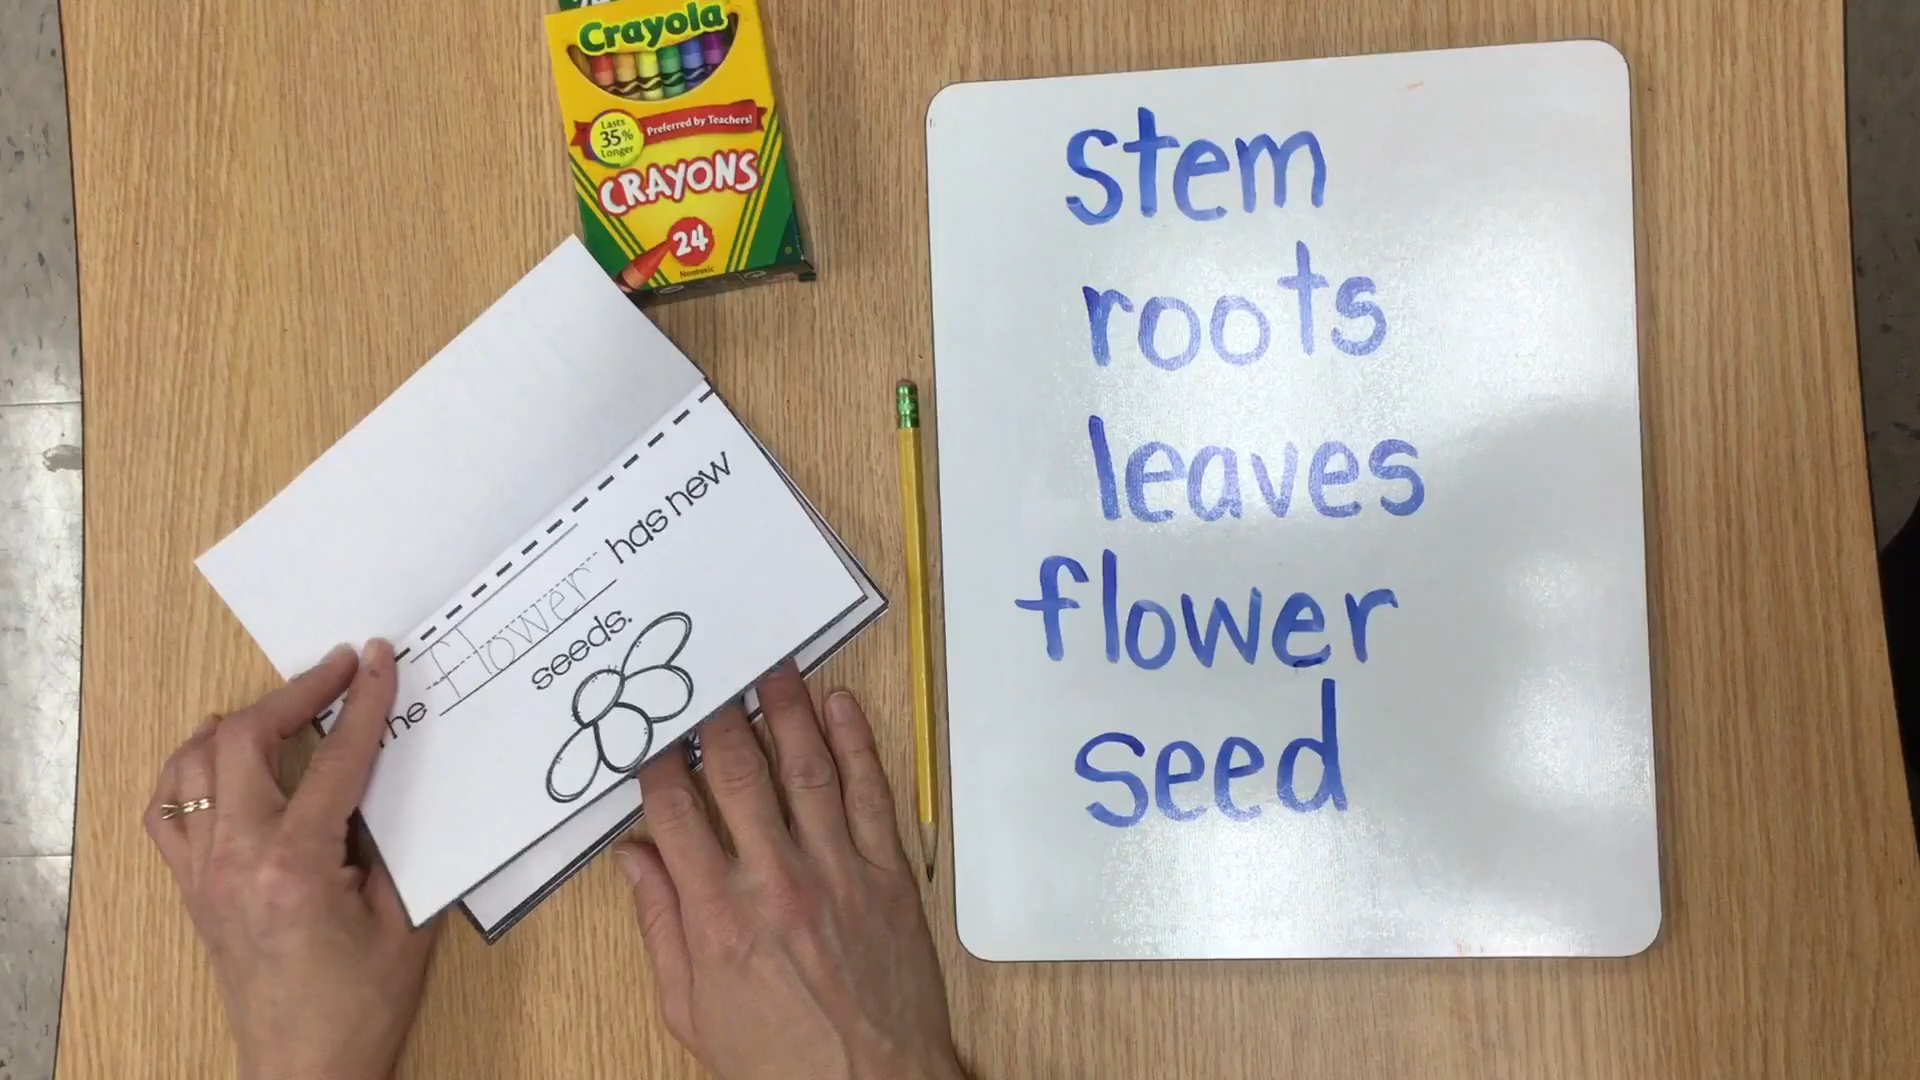 Crayola
Lasts
35%
Longer
Preferred by Teachers!
CRAYONS
24
Nontoxic
The flower has new
seeds.
stem
roots
leaves
flower
seed